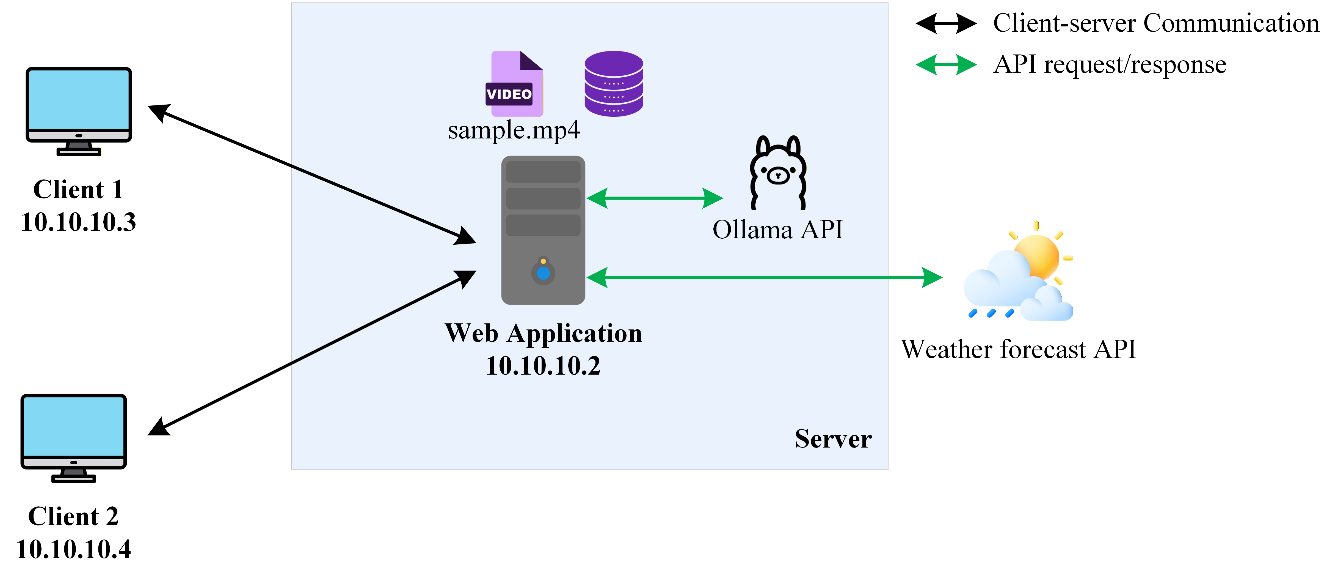 Client-server Communication
API request/response
VIDEO
sample.mp4
Client 1
10.10.10.3
Ollama API
Web Application
10.10.10.2
Weather forecast API
Server
Client 2
10.10.10.4